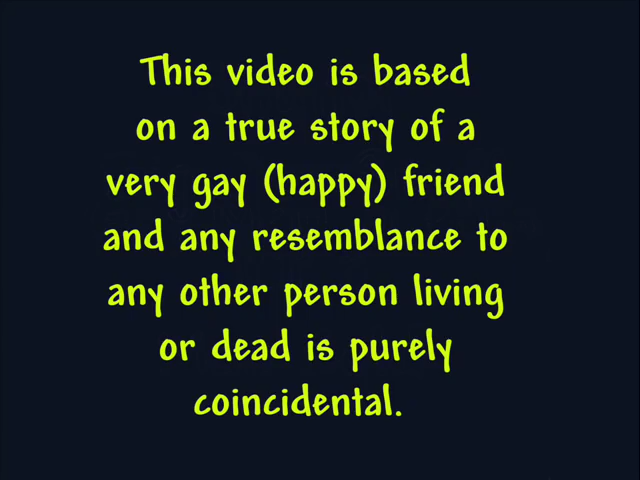 This video is based
on a true story of a
very gay (happy) friend
and any resemblance to
any other person living
or dead is purely
coincidental.